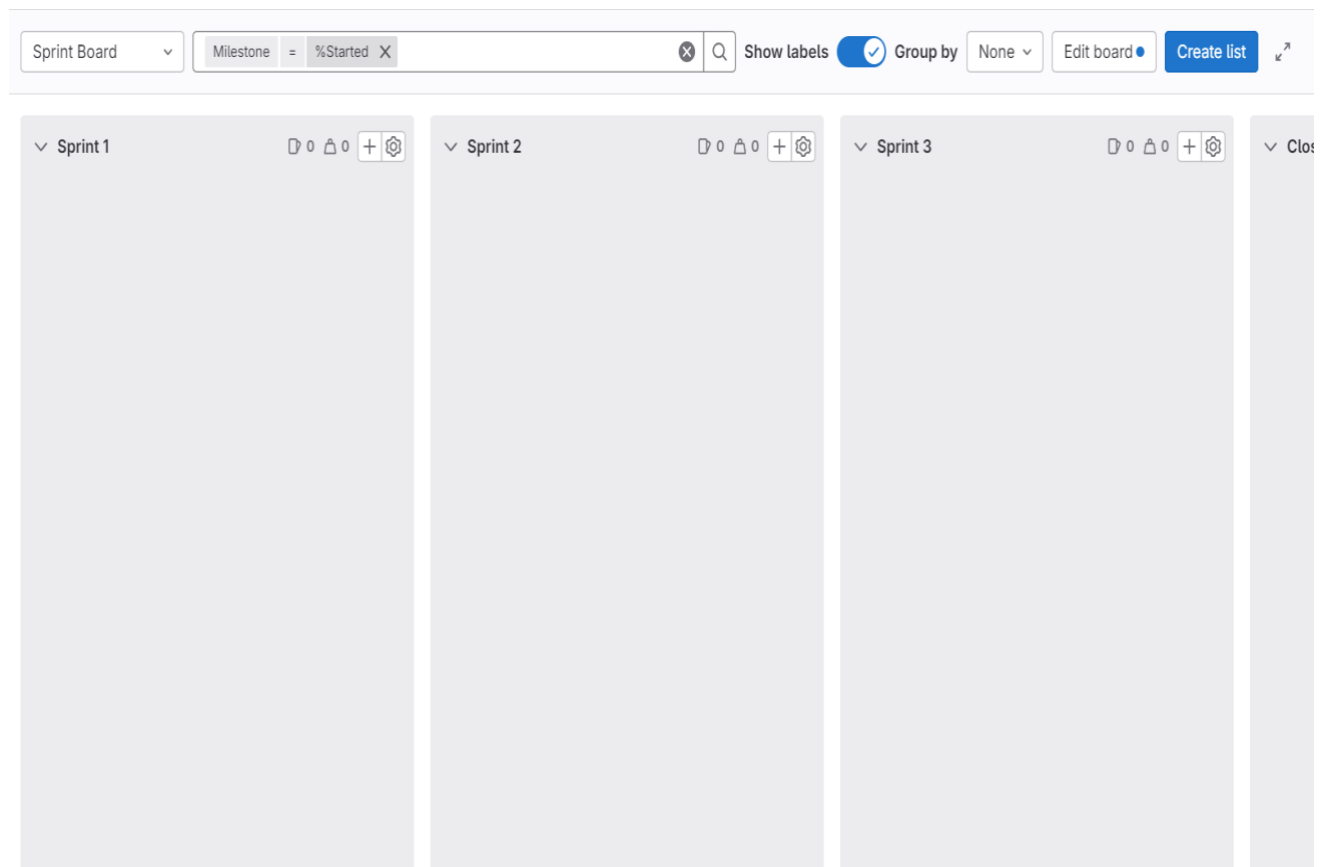 Sprint Board Milestone = %Started Show labels Group by None Edit board Create list
Sprint 1 0 0 Sprint 2 0 0 Sprint 3 0 0 Clos